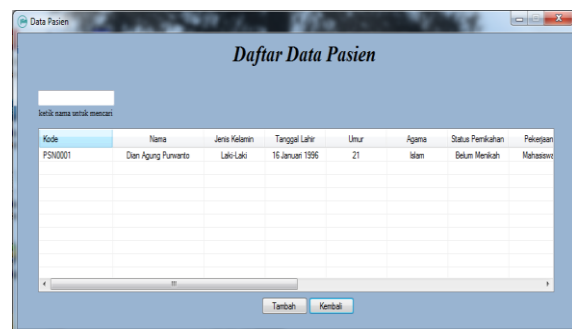 Data Pasien
Daftar Data Pasien
ketik nama untuk mencari
Kode Nama Jenis Kelamin Tanggal Lahir Umur Agama Status Pernikahan Pekerjaan
PSN0001 Dian Agung Purwanto Laki-Laki 16 Januari 1996 21 Islam Belum Menikah Mahasiswa
Tambah Kembali